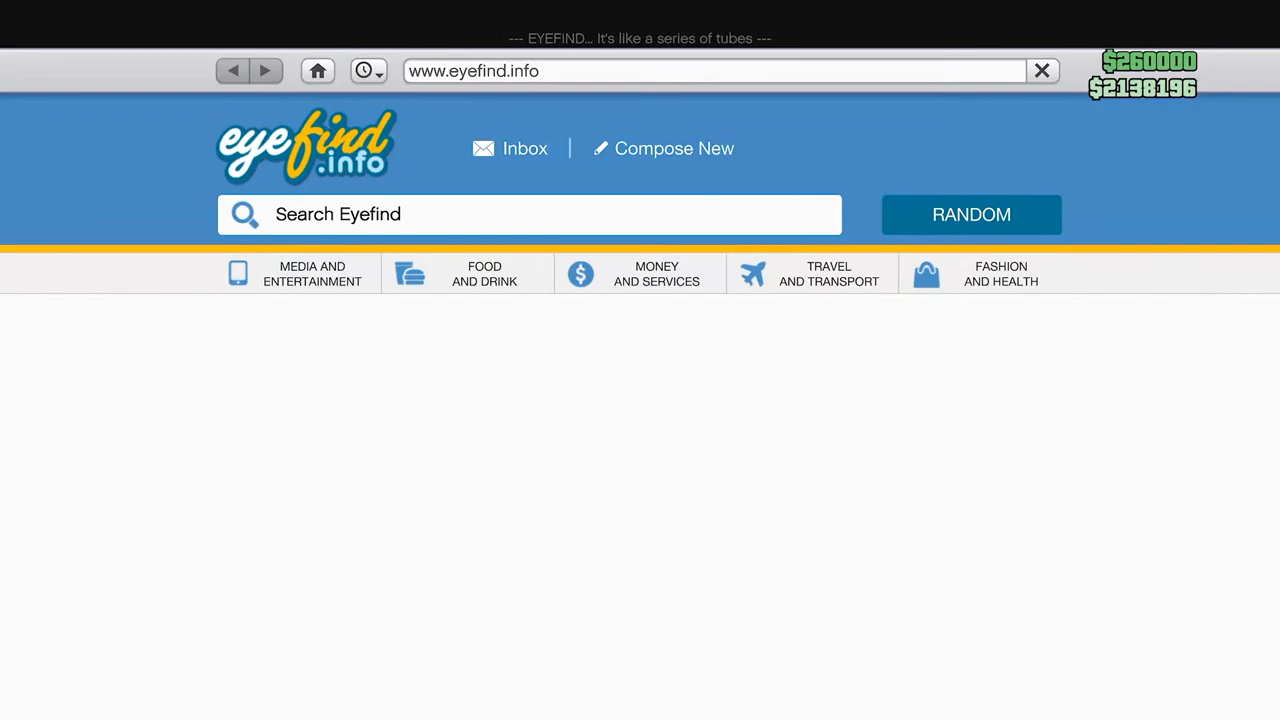 --- EYEFIND... It's like a series of tubes ---
www.eyefind.info
$260000
$2138196
eyefind
.info
Inbox
Compose New
Search Eyefind
RANDOM
MEDIA AND
ENTERTAINMENT
FOOD
AND DRINK
MONEY
AND SERVICES
TRAVEL
AND TRANSPORT
FASHION
AND HEALTH